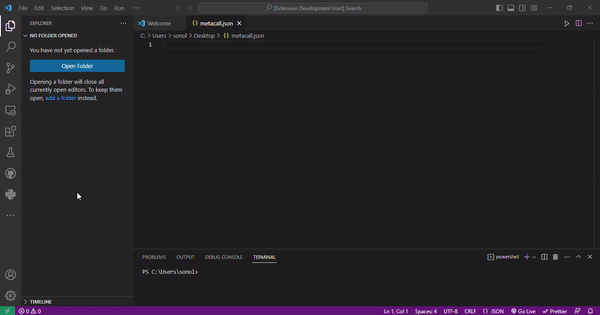 File Edit Selection View Go Run ···
[Extension Development Host] Search
EXPLORER ···
Welcome
{} metacall.json ×
C: > Users > sonol > Desktop > {} metacall.json
1
NO FOLDER OPENED
You have not yet opened a folder.
Open Folder
Opening a folder will close all
currently open editors. To keep them
open, add a folder instead.
PROBLEMS OUTPUT DEBUG CONSOLE TERMINAL
powershell
PS C:\Users\sonol>
TIMELINE
0 0
Ln 1, Col 1 Spaces: 4 UTF-8 CRLF {} JSON Go Live Prettier